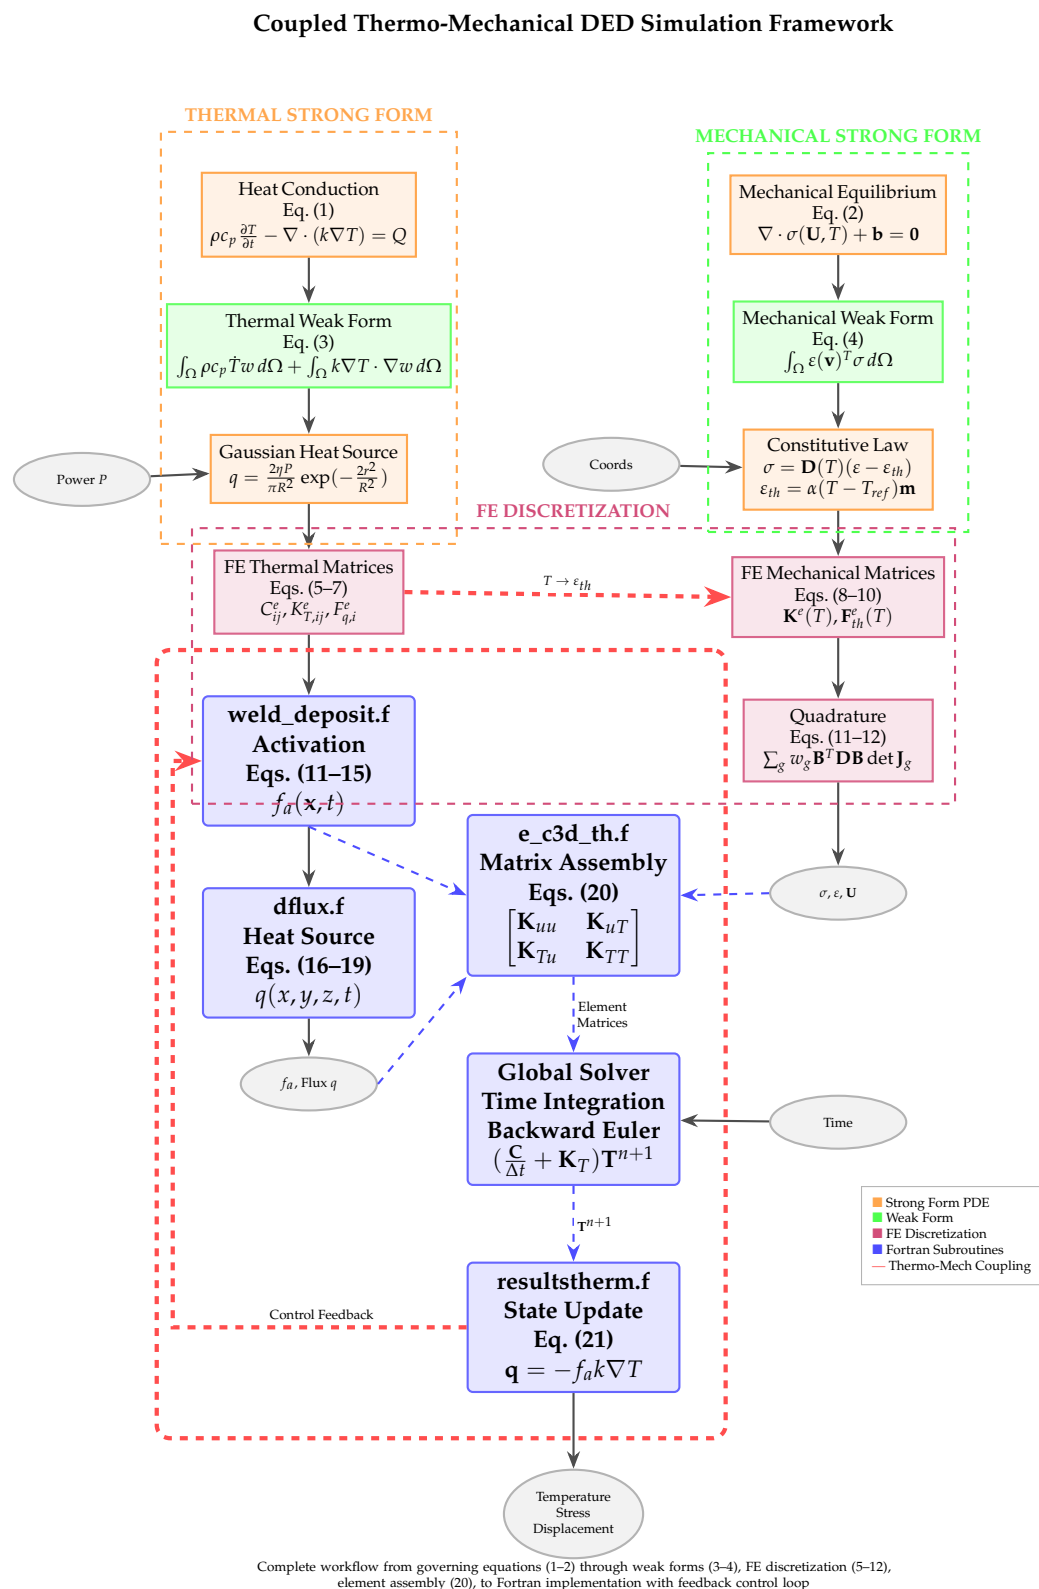 Coupled Thermo-Mechanical DED Simulation Framework
THERMAL STRONG FORM
MECHANICAL STRONG FORM
Heat Conduction
Eq. (1)
ρc_p ∂T/∂t − ∇ · (k∇T) = Q
Mechanical Equilibrium
Eq. (2)
∇ · σ(U, T) + b = 0
Thermal Weak Form
Eq. (3)
∫_Ω ρc_p Ṫw dΩ + ∫_Ω k∇T · ∇w dΩ
Mechanical Weak Form
Eq. (4)
∫_Ω ε(v)^T σ dΩ
Power P
Gaussian Heat Source
q = 2ηP/πR² exp(−2r²/R²)
Coords
Constitutive Law
σ = D(T)(ε − ε_th)
ε_th = α(T − T_ref)m
FE DISCRETIZATION
FE Thermal Matrices
Eqs. (5–7)
C^e_ij, K^e_T,ij, F^e_q,i
T → ε_th
FE Mechanical Matrices
Eqs. (8–10)
K^e(T), F^e_th(T)
weld_deposit.f
Activation
Eqs. (11–15)
f_a(x, t)
Quadrature
Eqs. (11–12)
∑_g w_g B^T DB det J_g
e_c3d_th.f
Matrix Assembly
Eqs. (20)
[K_uu K_uT]
[K_Tu K_TT]
σ, ε, U
dflux.f
Heat Source
Eqs. (16–19)
q(x, y, z, t)
Element
Matrices
f_a, Flux q
Global Solver
Time Integration
Backward Euler
(C/Δt + K_T)T^n+1
Time
T^n+1
Strong Form PDE
Weak Form
FE Discretization
Fortran Subroutines
— Thermo-Mech Coupling
Control Feedback
resultstherm.f
State Update
Eq. (21)
q = −f_a k∇T
Temperature
Stress
Displacement
Complete workflow from governing equations (1–2) through weak forms (3–4), FE discretization (5–12),
element assembly (20), to Fortran implementation with feedback control loop